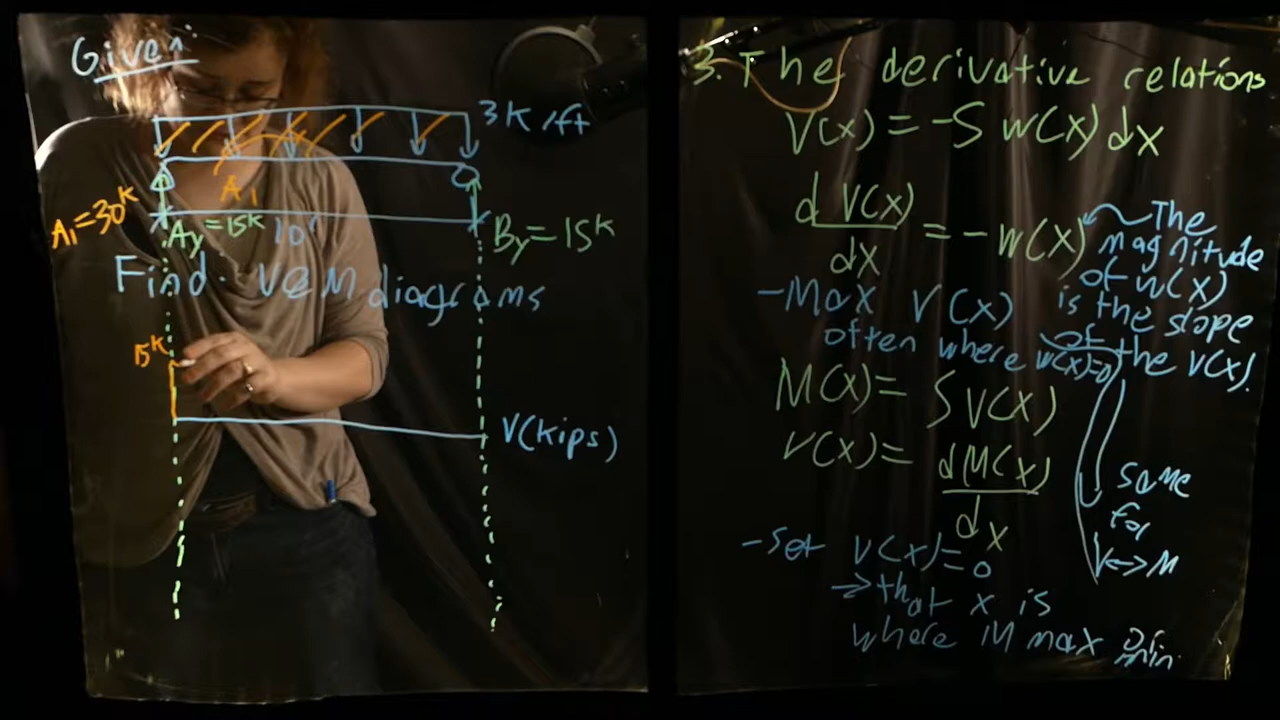 Given:
3K/ft
A1
A1=30K
Ay=15K
10'
By=15K
Find: V&M diagrams
15K
V(kips)
3. The derivative relations
V(x)=-S w(x)dx
d V(x)
dx
=-w(x)
The
magnitude
of w(x)
is the slope
of the V(x).
-Max V(x)
often where w(x)=0
M(x)=SV(x)
V(x)= dM(x)
dx
same
for
V↔M
-set V(x)=0
→that x is
where M max or
min.